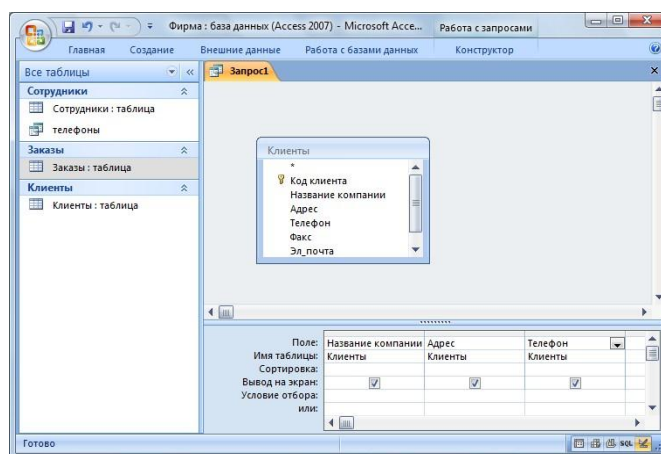 Фирма : база данных (Access 2007) - Microsoft Acce...
Работа с запросами
Главная Создание Внешние данные Работа с базами данных Конструктор
Все таблицы
Запрос1
Сотрудники
Сотрудники : таблица
телефоны
Заказы
Заказы : таблица
Клиенты
Клиенты : таблица
Клиенты
*
Код клиента
Название компании
Адрес
Телефон
Факс
Эл_почта
Поле: Название компании Адрес Телефон
Имя таблицы: Клиенты Клиенты Клиенты
Сортировка:
Вывод на экран:
Условие отбора:
или:
Готово
SQL